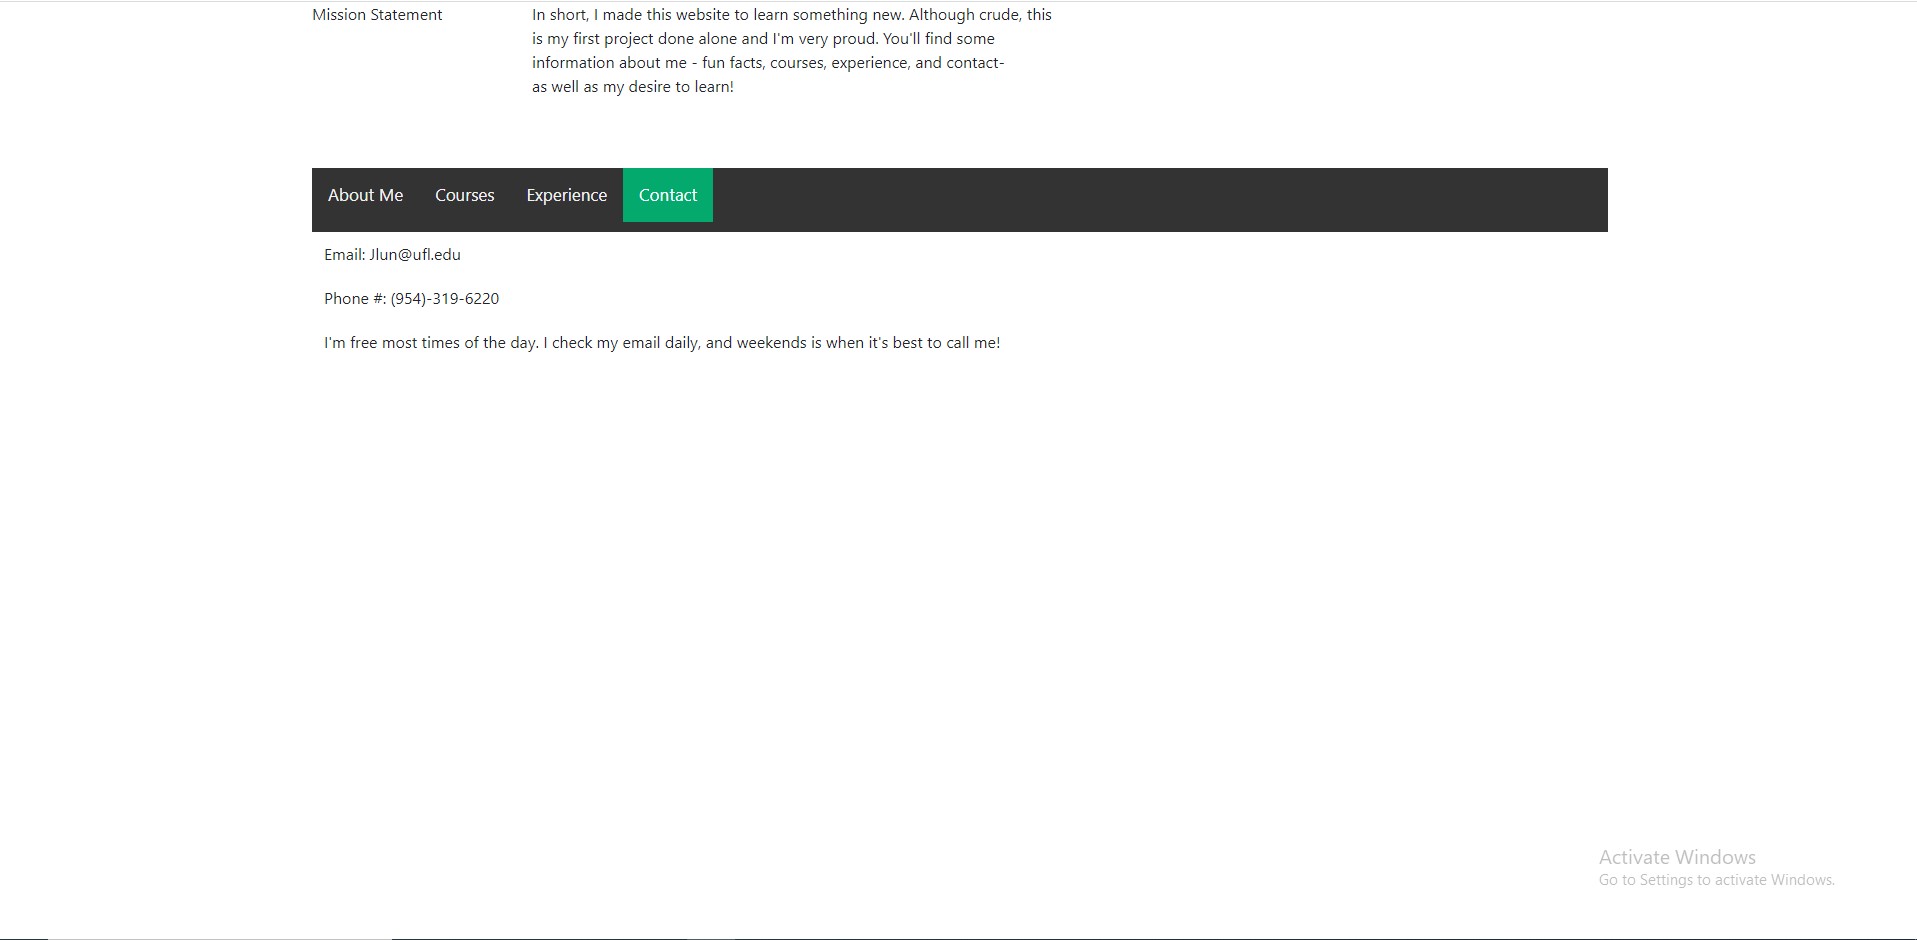 Mission Statement
In short, I made this website to learn something new. Although crude, this
is my first project done alone and I'm very proud. You'll find some
information about me - fun facts, courses, experience, and contact-
as well as my desire to learn!
About Me Courses Experience Contact
Email: Jlun@ufl.edu
Phone #: (954)-319-6220
I'm free most times of the day. I check my email daily, and weekends is when it's best to call me!
Activate Windows
Go to Settings to activate Windows.